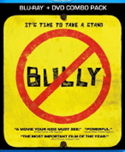 BLU-RAY + DVD COMBO PACK
IT'S TIME TO TAKE A STAND
BULLY
"A MOVIE YOUR KIDS MUST SEE." "POWERFUL."
"THE MOST IMPORTANT FILM OF THE YEAR."